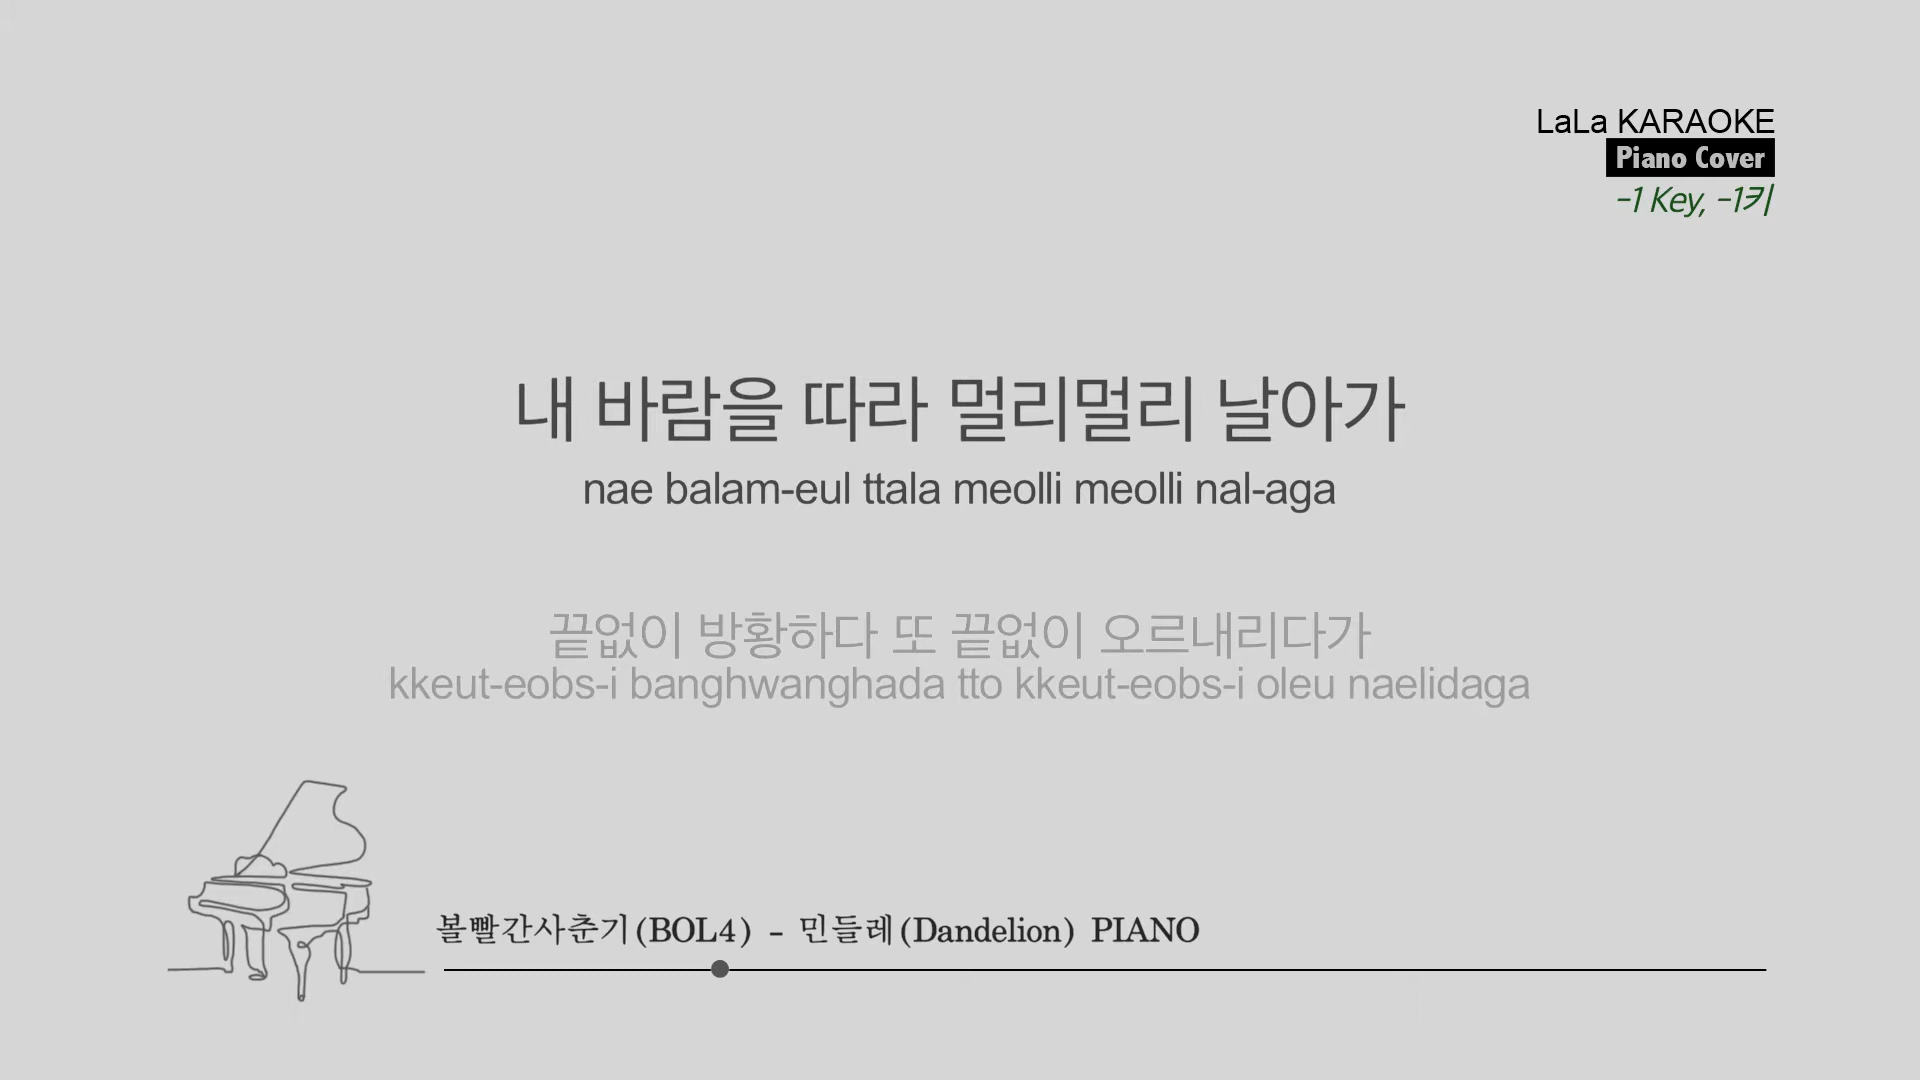 LaLa KARAOKE
Piano Cover
-1 Key, -1키
내 바람을 따라 멀리멀리 날아가
nae balam-eul ttala meolli meolli nal-aga
끝없이 방황하다 또 끝없이 오르내리다가
kkeut-eobs-i banghwanghada tto kkeut-eobs-i oleu naelidaga
볼빨간사춘기(BOL4) - 민들레(Dandelion) PIANO